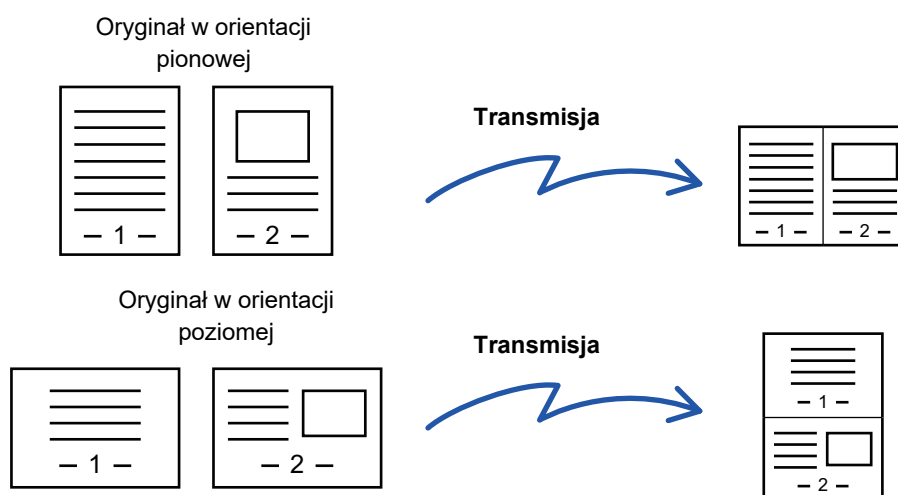 Oryginał w orientacji
pionowej
Transmisja
– 1 –
– 2 –
– 1 –
– 2 –
Oryginał w orientacji
poziomej
Transmisja
– 1 –
– 2 –
– 1 –
– 2 –